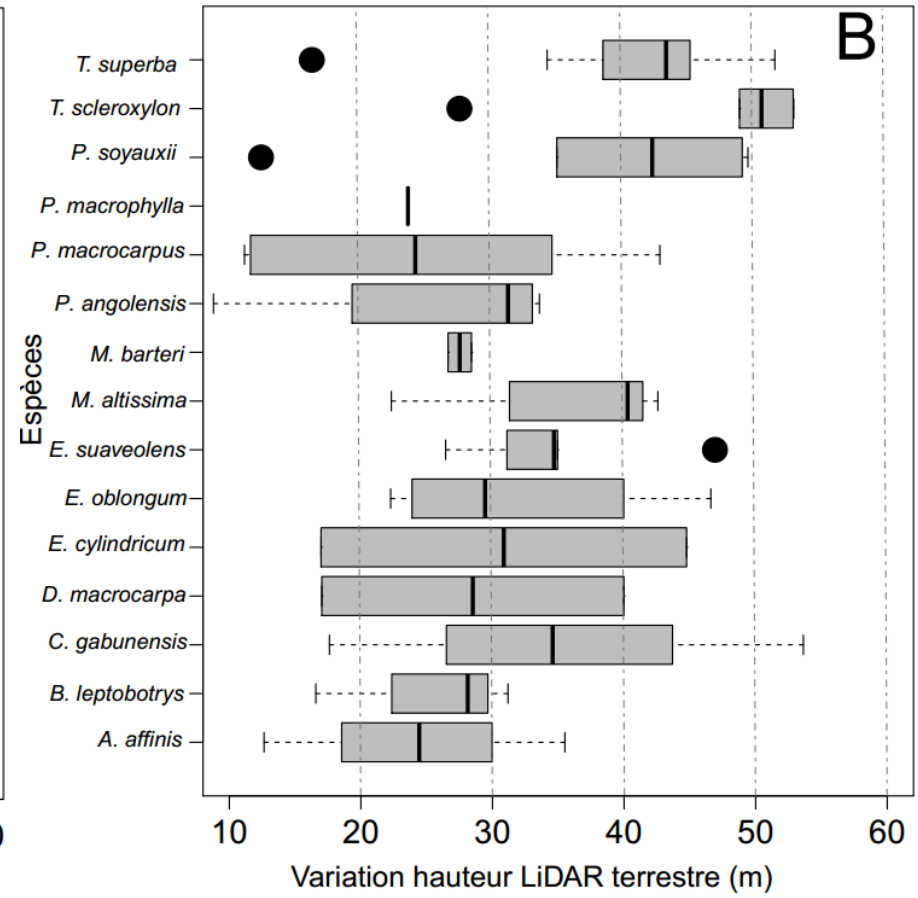 B
T. superba
T. scleroxylon
P. soyauxii
P. macrophylla
P. macrocarpus
P. angolensis
M. barteri
M. altissima
E. suaveolens
E. oblongum
E. cylindricum
D. macrocarpa
C. gabunensis
B. leptobotrys
A. affinis
Espèces
10 20 30 40 50 60
Variation hauteur LiDAR terrestre (m)